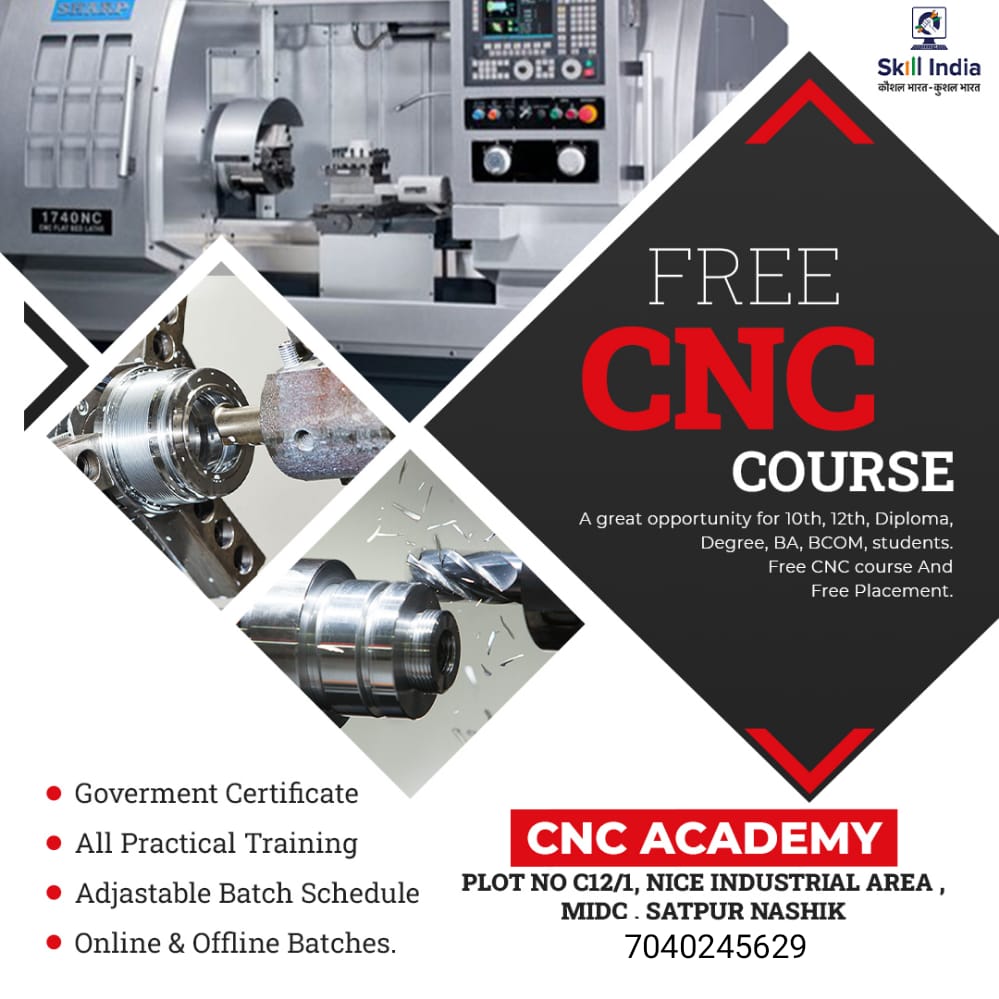 SHARP
1740NC
CNC FLAT BED LATHE
Skill India
कौशल भारत-कुशल भारत
FREE
CNC
COURSE
A great opportunity for 10th, 12th, Diploma,
Degree, BA, BCOM, students.
Free CNC course And
Free Placement.
Goverment Certificate
All Practical Training
Adjastable Batch Schedule
Online & Offline Batches.
CNC ACADEMY
PLOT NO C12/1, NICE INDUSTRIAL AREA ,
MIDC . SATPUR NASHIK
7040245629